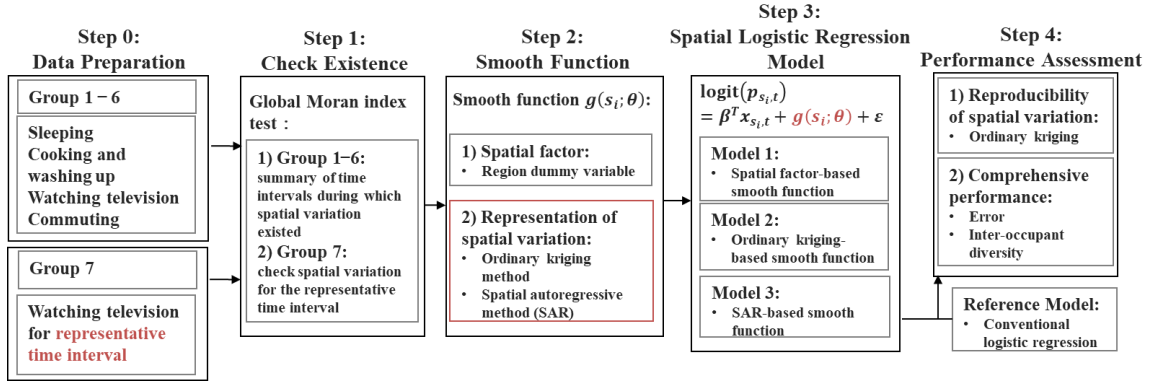 Step 0:
Data Preparation
Group 1 – 6
Sleeping
Cooking and
washing up
Watching television
Commuting
Group 7
Watching television
for representative
time interval
Step 1:
Check Existence
Global Moran index
test：
1) Group 1–6:
summary of time
intervals during which
spatial variation
existed
2) Group 7:
check spatial variation
for the representative
time interval
Step 2:
Smooth Function
Smooth function g(sᵢ; θ):
1) Spatial factor:
• Region dummy variable
2) Representation of
spatial variation:
• Ordinary kriging
method
• Spatial autoregressive
method (SAR)
Step 3:
Spatial Logistic Regression
Model
logit(p_{sᵢ,t})
= βᵀx_{sᵢ,t} + g(sᵢ; θ) + ε
Model 1:
• Spatial factor-based
smooth function
Model 2:
• Ordinary kriging-
based smooth function
Model 3:
• SAR-based smooth
function
Step 4:
Performance Assessment
1) Reproducibility
of spatial variation:
• Ordinary kriging
2) Comprehensive
performance:
• Error
• Inter-occupant
diversity
Reference Model:
• Conventional
logistic regression